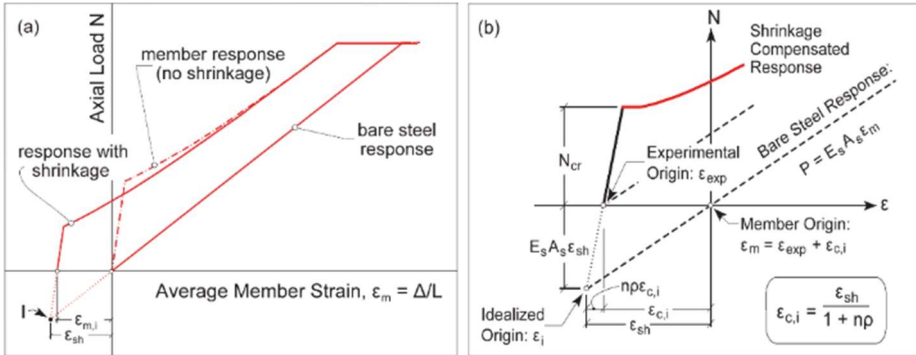 (a)
Axial Load N
member response
(no shrinkage)
bare steel
response
response with
shrinkage
Average Member Strain, εm = Δ/L
I
εm,i
εsh
(b)
N
Shrinkage
Compensated
Response
Bare Steel Response:
P = EsAsεm
Ncr
Experimental
Origin: εexp
ε
EsAsεsh
Member Origin:
εm = εexp + εc,i
nρεc,i
εc,i
Idealized
Origin: εi
εsh
εc,i = εsh / 1 + nρ